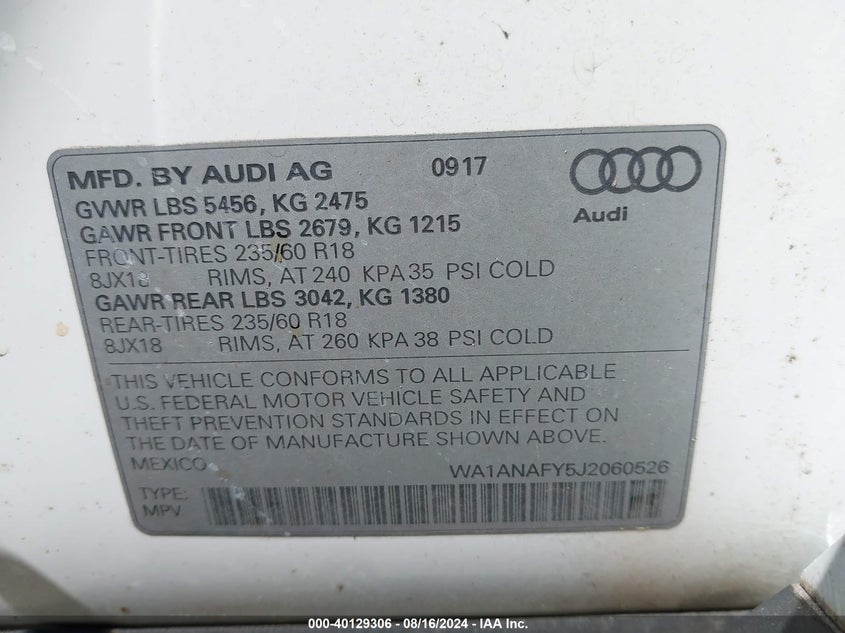 MFD. BY AUDI AG 0917
Audi
GVWR LBS 5456, KG 2475
GAWR FRONT LBS 2679, KG 1215
FRONT-TIRES 235/60 R18
8JX18 RIMS, AT 240 KPA 35 PSI COLD
GAWR REAR LBS 3042, KG 1380
REAR-TIRES 235/60 R18
8JX18 RIMS, AT 260 KPA 38 PSI COLD
THIS VEHICLE CONFORMS TO ALL APPLICABLE
U.S. FEDERAL MOTOR VEHICLE SAFETY AND
THEFT PREVENTION STANDARDS IN EFFECT ON
THE DATE OF MANUFACTURE SHOWN ABOVE.
MEXICO WA1ANAFY5J2060526
TYPE:
MPV
000-40129306 - 08/16/2024 - IAA Inc.